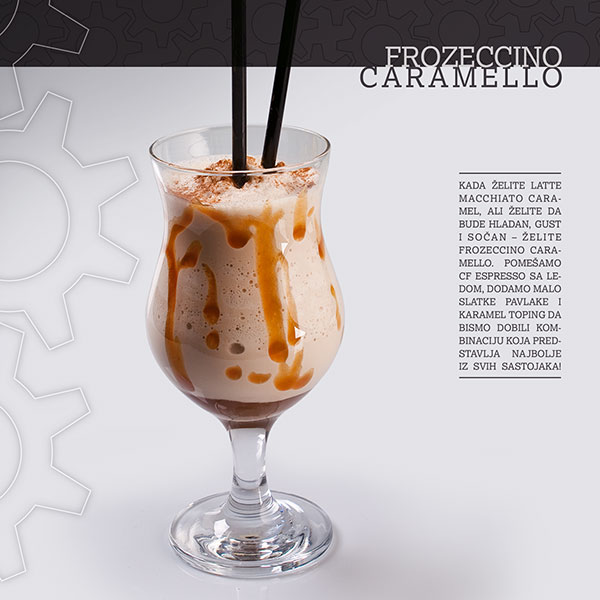 FROZECCINO
CARAMELLO
KADA ŽELITE LATTE
MACCHIATO CARA-
MEL, ALI ŽELITE DA
BUDE HLADAN, GUST
I SOČAN – ŽELITE
FROZECCINO CARA-
MELLO. POMEŠAMO
CF ESPRESSO SA LE-
DOM, DODAMO MALO
SLATKE PAVLAKE I
KARAMEL TOPING DA
BISMO DOBILI KOM-
BINACIJU KOJA PRED-
STAVLJA NAJBOLJE
IZ SVIH SASTOJAKA!